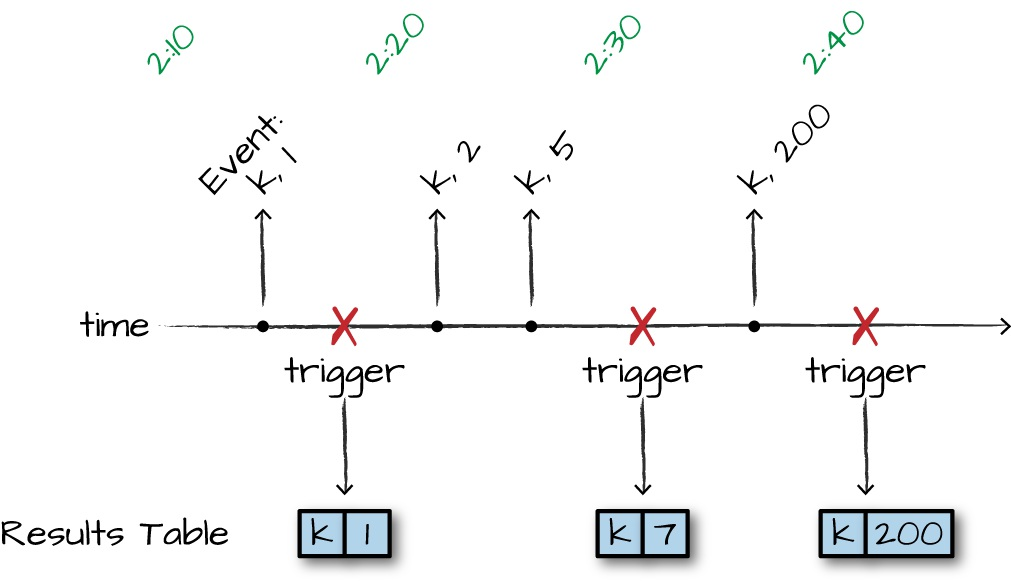 2:10 2:20 2:30 2:40
Event:
k, 1
k, 2
k, 5
k, 200
time
trigger trigger trigger
Results Table k 1 k 7 k 200